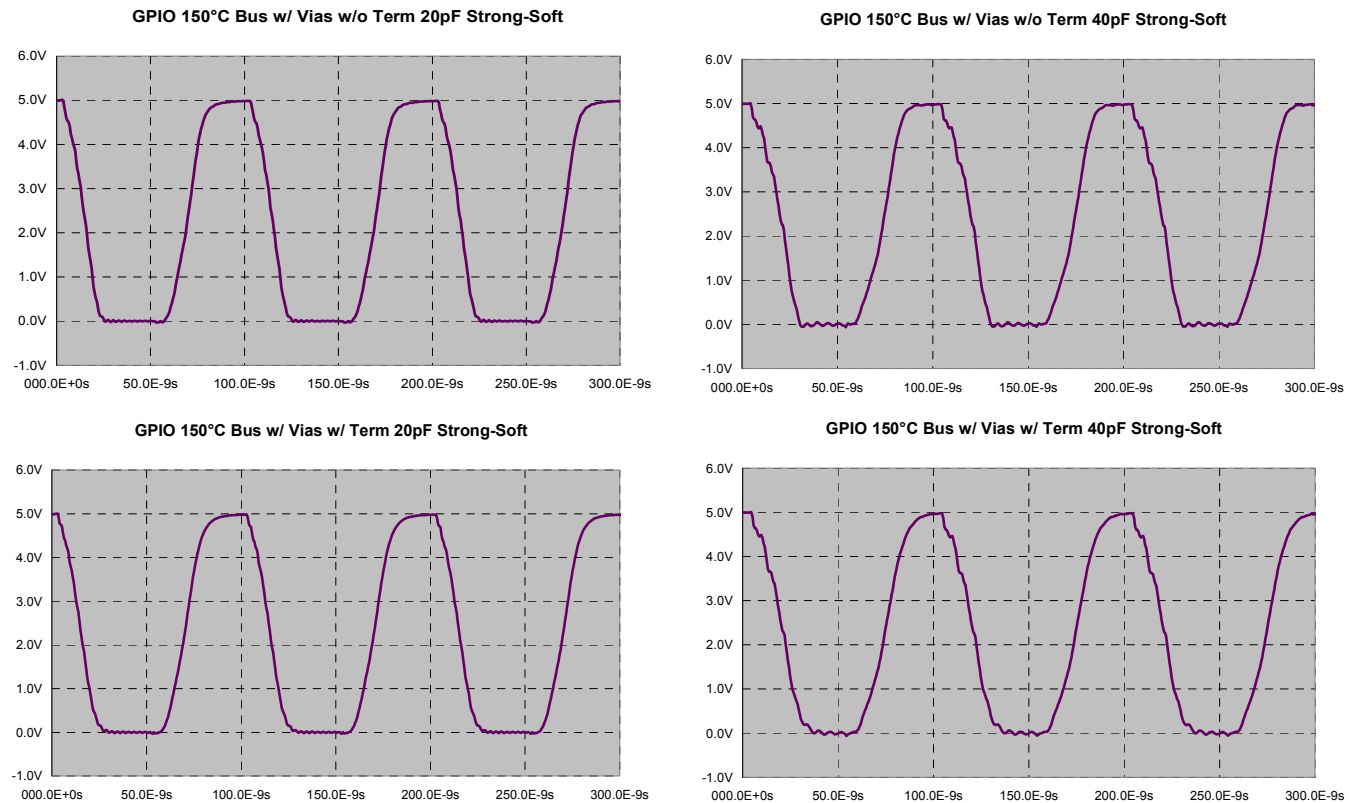 GPIO 150°C Bus w/ Vias w/o Term 20pF Strong-Soft
6.0V
5.0V
4.0V
3.0V
2.0V
1.0V
0.0V
-1.0V
000.0E+0s 50.0E-9s 100.0E-9s 150.0E-9s 200.0E-9s 250.0E-9s 300.0E-9s
GPIO 150°C Bus w/ Vias w/o Term 40pF Strong-Soft
6.0V
5.0V
4.0V
3.0V
2.0V
1.0V
0.0V
-1.0V
000.0E+0s 50.0E-9s 100.0E-9s 150.0E-9s 200.0E-9s 250.0E-9s 300.0E-9s
GPIO 150°C Bus w/ Vias w/ Term 20pF Strong-Soft
6.0V
5.0V
4.0V
3.0V
2.0V
1.0V
0.0V
-1.0V
000.0E+0s 50.0E-9s 100.0E-9s 150.0E-9s 200.0E-9s 250.0E-9s 300.0E-9s
GPIO 150°C Bus w/ Vias w/ Term 40pF Strong-Soft
6.0V
5.0V
4.0V
3.0V
2.0V
1.0V
0.0V
-1.0V
000.0E+0s 50.0E-9s 100.0E-9s 150.0E-9s 200.0E-9s 250.0E-9s 300.0E-9s